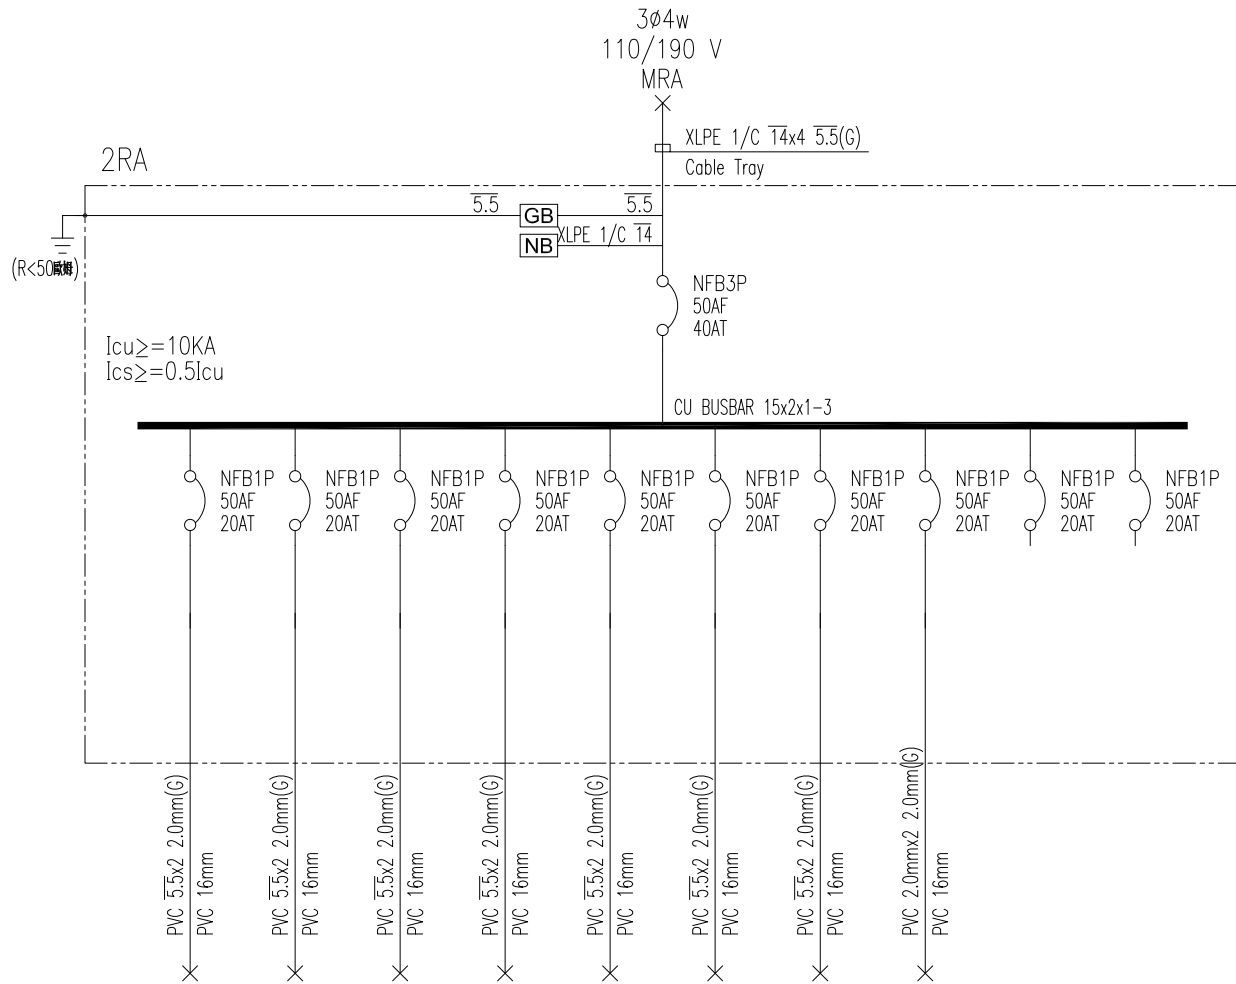 3∅4w
110/190 V
MRA
XLPE 1/C 14x4 5.5(G)
Cable Tray
2RA
5.5
GB
5.5
NB
XLPE 1/C 14
(R<50歐姆)
NFB3P
50AF
40AT
Icu≥=10KA
Ics≥=0.5Icu
CU BUSBAR 15x2x1-3
NFB1P
50AF
20AT
NFB1P
50AF
20AT
NFB1P
50AF
20AT
NFB1P
50AF
20AT
NFB1P
50AF
20AT
NFB1P
50AF
20AT
NFB1P
50AF
20AT
NFB1P
50AF
20AT
NFB1P
50AF
20AT
NFB1P
50AF
20AT
PVC 5.5x2 2.0mm(G)
PVC 16mm
PVC 5.5x2 2.0mm(G)
PVC 16mm
PVC 5.5x2 2.0mm(G)
PVC 16mm
PVC 5.5x2 2.0mm(G)
PVC 16mm
PVC 5.5x2 2.0mm(G)
PVC 16mm
PVC 5.5x2 2.0mm(G)
PVC 16mm
PVC 5.5x2 2.0mm(G)
PVC 16mm
PVC 2.0mmx2 2.0mm(G)
PVC 16mm